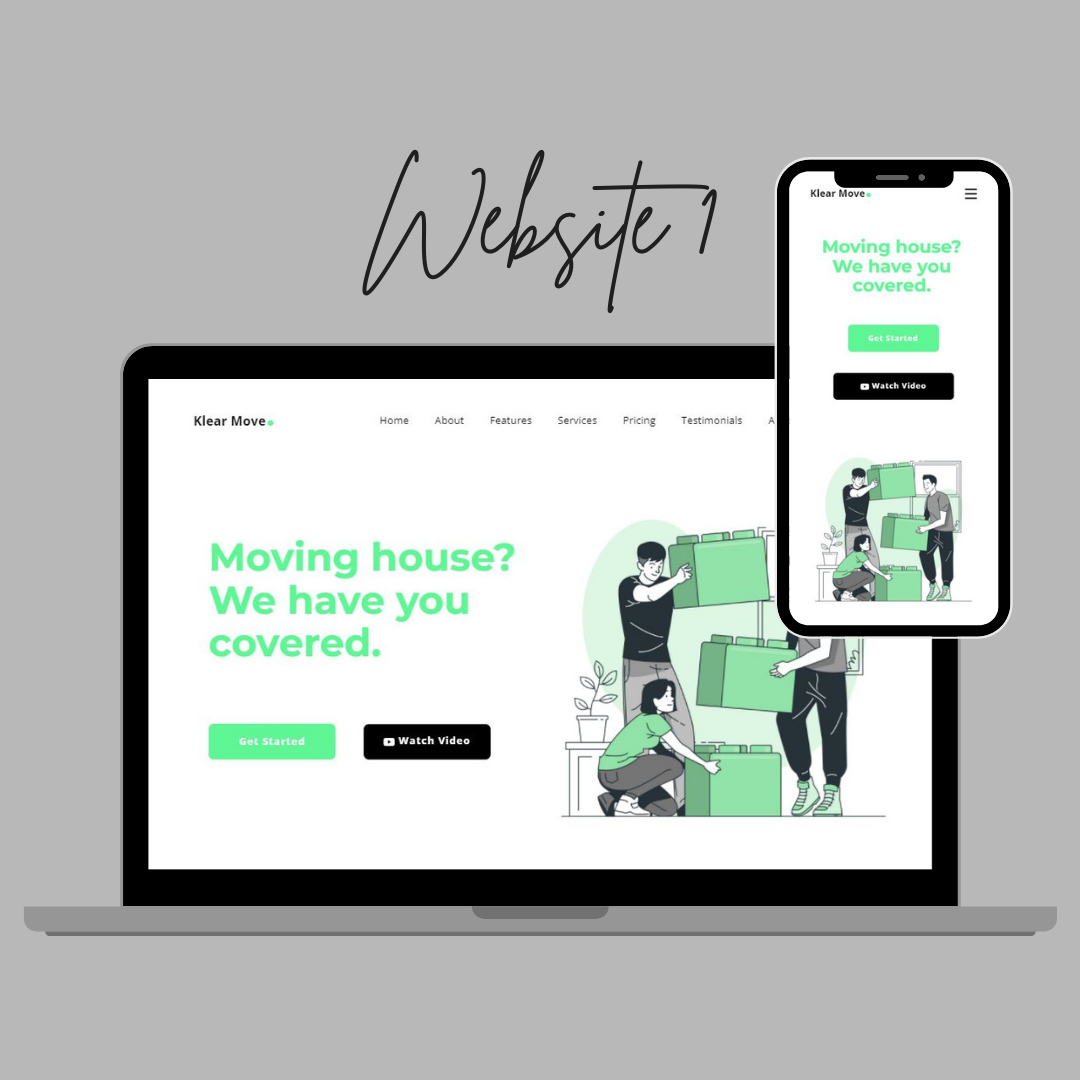 Website 1
Klear Move
Moving house?
We have you
covered.
Get Started
Watch Video
Klear Move
Home About Features Services Pricing Testimonials
Moving house?
We have you
covered.
Get Started
Watch Video